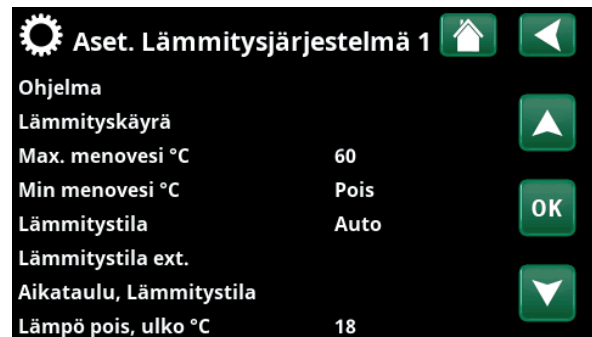 Aset. Lämmitysjärjestelmä 1
Ohjelma
Lämmityskäyrä
Max. menovesi °C 60
Min menovesi °C Pois
Lämmitystila Auto
OK
Lämmitystila ext.
Aikataulu, Lämmitystila
Lämpö pois, ulko °C 18